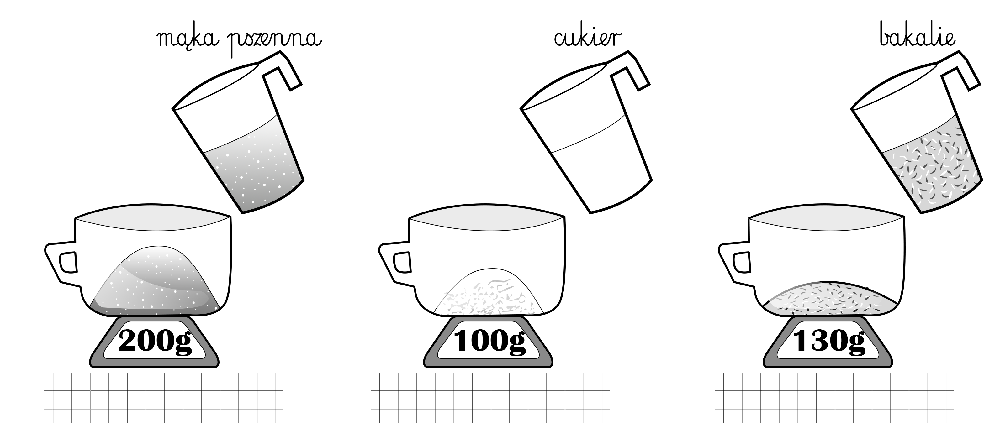 mąka pszenna
cukier
bakalie
200g
100g
130g